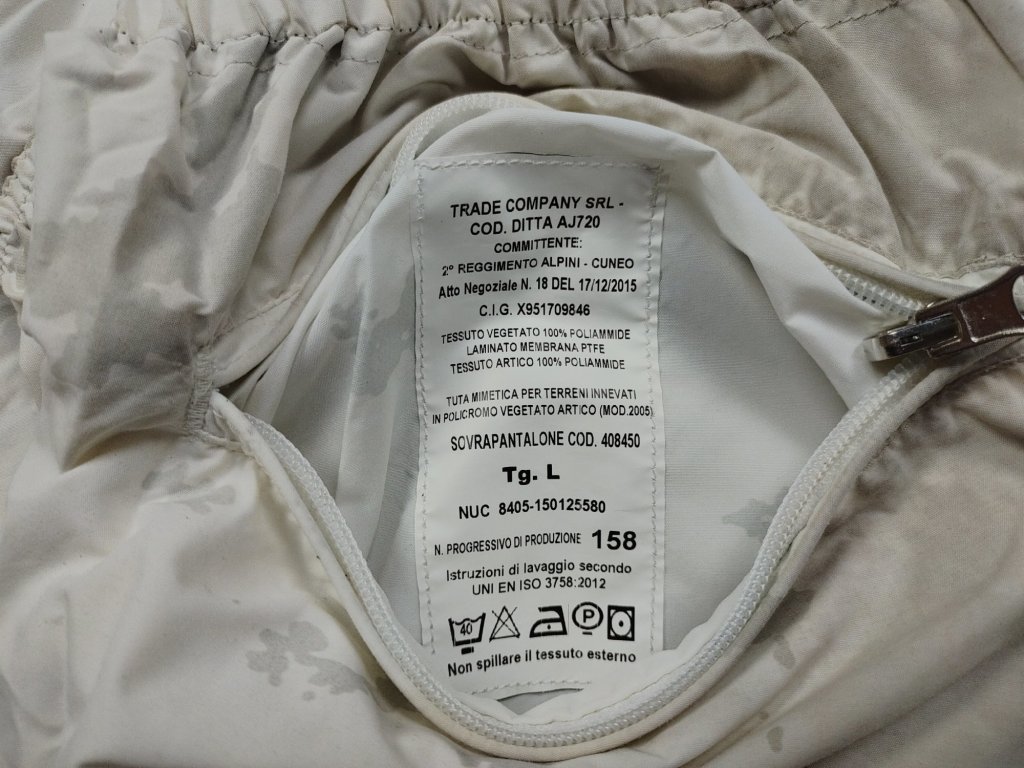 TRADE COMPANY SRL -
COD. DITTA AJ720
COMMITTENTE:
2° REGGIMENTO ALPINI - CUNEO
Atto Negoziale N. 18 DEL 17/12/2015
C.I.G. X951709846
TESSUTO VEGETATO 100% POLIAMMIDE
LAMINATO MEMBRANA PTFE
TESSUTO ARTICO 100% POLIAMMIDE
TUTA MIMETICA PER TERRENI INNEVATI
IN POLICROMO VEGETATO ARTICO (MOD.2005)
SOVRAPANTALONE COD. 408450
Tg. L
NUC 8405-150125580
N. PROGRESSIVO DI PRODUZIONE 158
Istruzioni di lavaggio secondo
UNI EN ISO 3758:2012
40 P
Non spillare il tessuto esterno